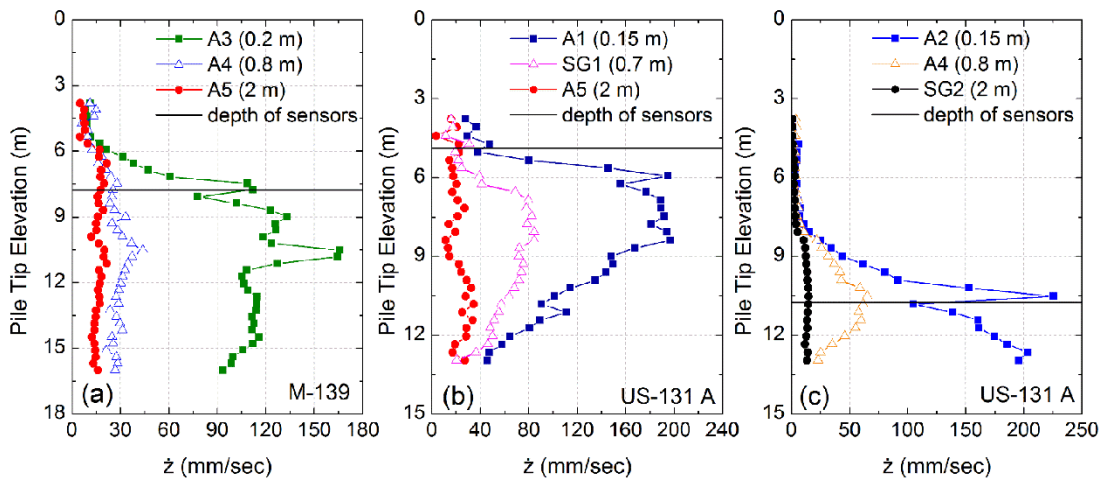 A3 (0.2 m)
A4 (0.8 m)
A5 (2 m)
depth of sensors
Pile Tip Elevation (m)
0
3
6
9
12
15
18
(a)
M-139
0 30 60 90 120 150 180
ż (mm/sec)
A1 (0.15 m)
SG1 (0.7 m)
A5 (2 m)
depth of sensors
Pile Tip Elevation (m)
0
3
6
9
12
15
(b)
US-131 A
0 40 80 120 160 200 240
ż (mm/sec)
A2 (0.15 m)
A4 (0.8 m)
SG2 (2 m)
depth of sensors
Pile Tip Elevation (m)
0
3
6
9
12
15
(c)
US-131 A
0 50 100 150 200 250
ż (mm/sec)